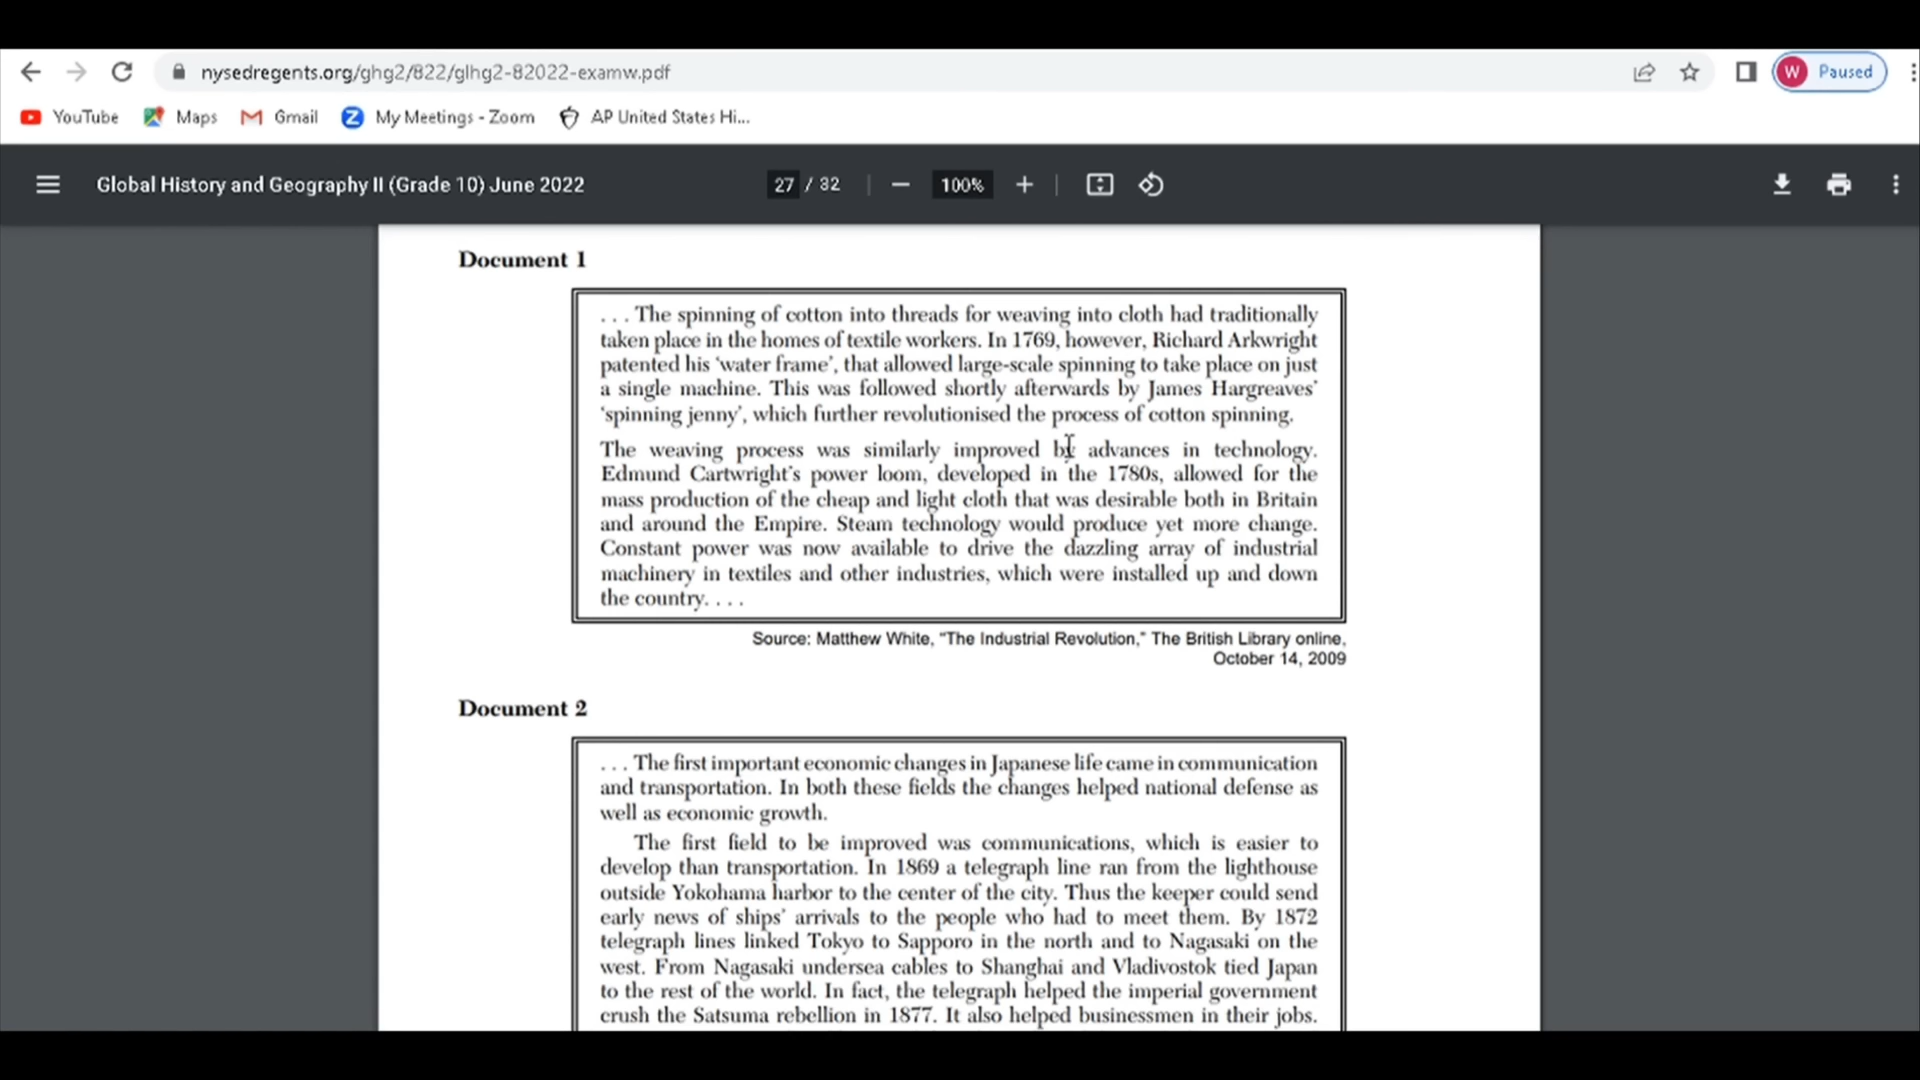 nysedregents.org/ghg2/822/glhg2-82022-examw.pdf
W Paused
YouTube Maps Gmail My Meetings - Zoom AP United States Hi...
Global History and Geography II (Grade 10) June 2022 27 / 32 100%
Document 1
. . . The spinning of cotton into threads for weaving into cloth had traditionally
taken place in the homes of textile workers. In 1769, however, Richard Arkwright
patented his ‘water frame’, that allowed large-scale spinning to take place on just
a single machine. This was followed shortly afterwards by James Hargreaves’
‘spinning jenny’, which further revolutionised the process of cotton spinning.
The weaving process was similarly improved by advances in technology.
Edmund Cartwright’s power loom, developed in the 1780s, allowed for the
mass production of the cheap and light cloth that was desirable both in Britain
and around the Empire. Steam technology would produce yet more change.
Constant power was now available to drive the dazzling array of industrial
machinery in textiles and other industries, which were installed up and down
the country. . . .
Source: Matthew White, “The Industrial Revolution,” The British Library online,
October 14, 2009
Document 2
. . . The first important economic changes in Japanese life came in communication
and transportation. In both these fields the changes helped national defense as
well as economic growth.
The first field to be improved was communications, which is easier to
develop than transportation. In 1869 a telegraph line ran from the lighthouse
outside Yokohama harbor to the center of the city. Thus the keeper could send
early news of ships’ arrivals to the people who had to meet them. By 1872
telegraph lines linked Tokyo to Sapporo in the north and to Nagasaki on the
west. From Nagasaki undersea cables to Shanghai and Vladivostok tied Japan
to the rest of the world. In fact, the telegraph helped the imperial government
crush the Satsuma rebellion in 1877. It also helped businessmen in their jobs.